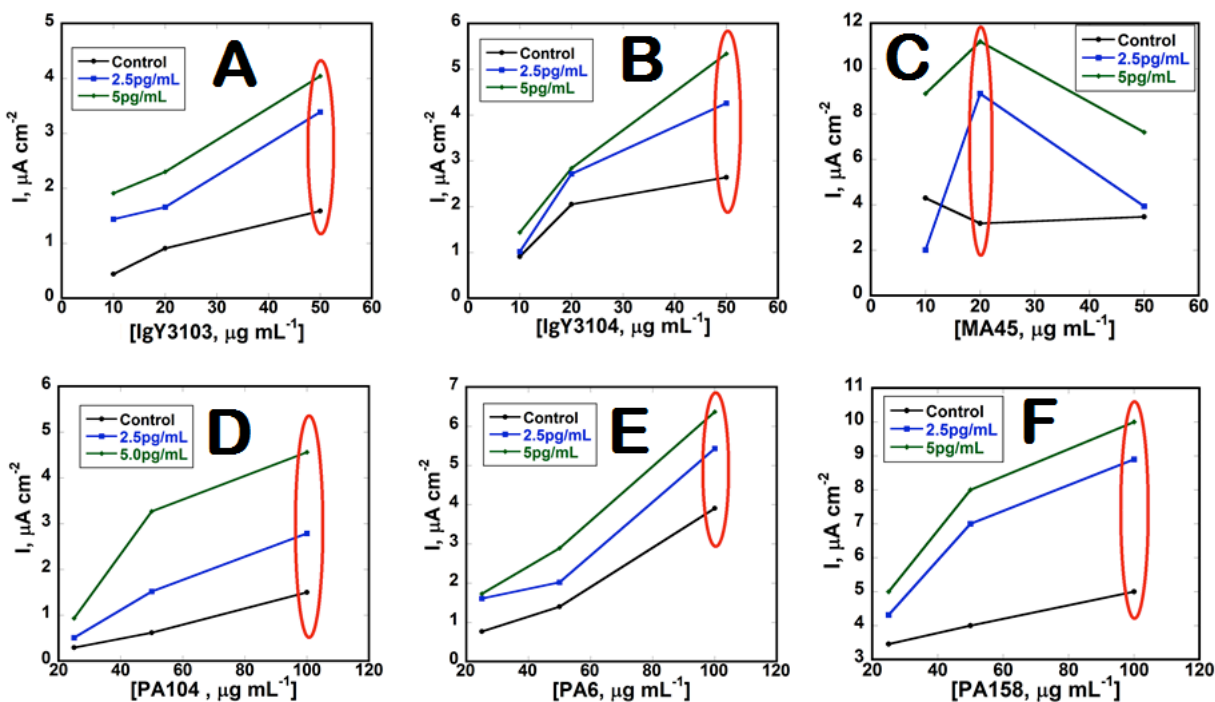 A
Control
2.5pg/mL
5pg/mL
I, μA cm⁻²
5
4
3
2
1
0
0 10 20 30 40 50 60
[IgY3103, μg mL⁻¹]
B
Control
2.5pg/mL
5pg/mL
I, μA cm⁻²
6
5
4
3
2
1
0
0 10 20 30 40 50 60
[IgY3104, μg mL⁻¹]
C
Control
2.5pg/mL
5pg/mL
I, μA cm⁻²
12
10
8
6
4
2
0
0 10 20 30 40 50 60
[MA45, μg mL⁻¹]
D
Control
2.5pg/mL
5.0pg/mL
I, μA cm⁻²
6
5
4
3
2
1
0
20 40 60 80 100 120
[PA104 , μg mL⁻¹]
E
Control
2.5pg/mL
5pg/mL
I, μA cm⁻²
7
6
5
4
3
2
1
0
20 40 60 80 100 120
[PA6, μg mL⁻¹]
F
Control
2.5pg/mL
5pg/mL
I, μA cm⁻²
11
10
9
8
7
6
5
4
3
20 40 60 80 100 120
[PA158, μg mL⁻¹]